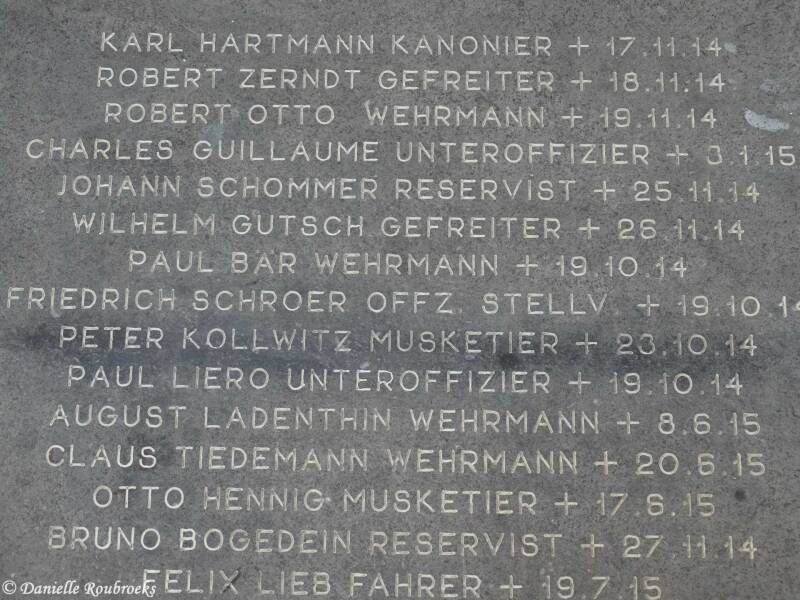 KARL HARTMANN KANONIER + 17.11.14
ROBERT ZERNDT GEFREITER + 18.11.14
ROBERT OTTO WEHRMANN + 19.11.14
CHARLES GUILLAUME UNTEROFFIZIER + 3.1.15
JOHANN SCHOMMER RESERVIST + 25.11.14
WILHELM GUTSCH GEFREITER + 26.11.14
PAUL BÄR WEHRMANN + 19.10.14
FRIEDRICH SCHROER OFFZ. STELLV. + 19.10.14
PETER KOLLWITZ MUSKETIER + 23.10.14
PAUL LIERO UNTEROFFIZIER + 19.10.14
AUGUST LADENTHIN WEHRMANN + 8.6.15
CLAUS TIEDEMANN WEHRMANN + 20.6.15
OTTO HENNIG MUSKETIER + 17.6.15
BRUNO BOGEDEIN RESERVIST + 27.11.14
FELIX LIEB FAHRER + 19.7.15
© Danielle Roubroeks